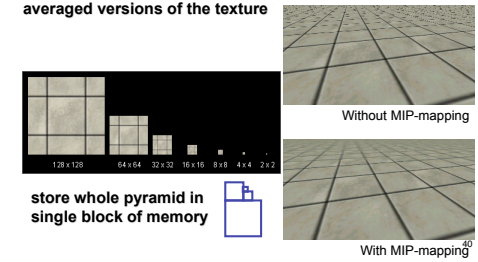 averaged versions of the texture
Without MIP-mapping
128 x 128 64 x 64 32 x 32 16 x 16 8 x 8 4 x 4 2 x 2
store whole pyramid in
single block of memory
With MIP-mapping
40